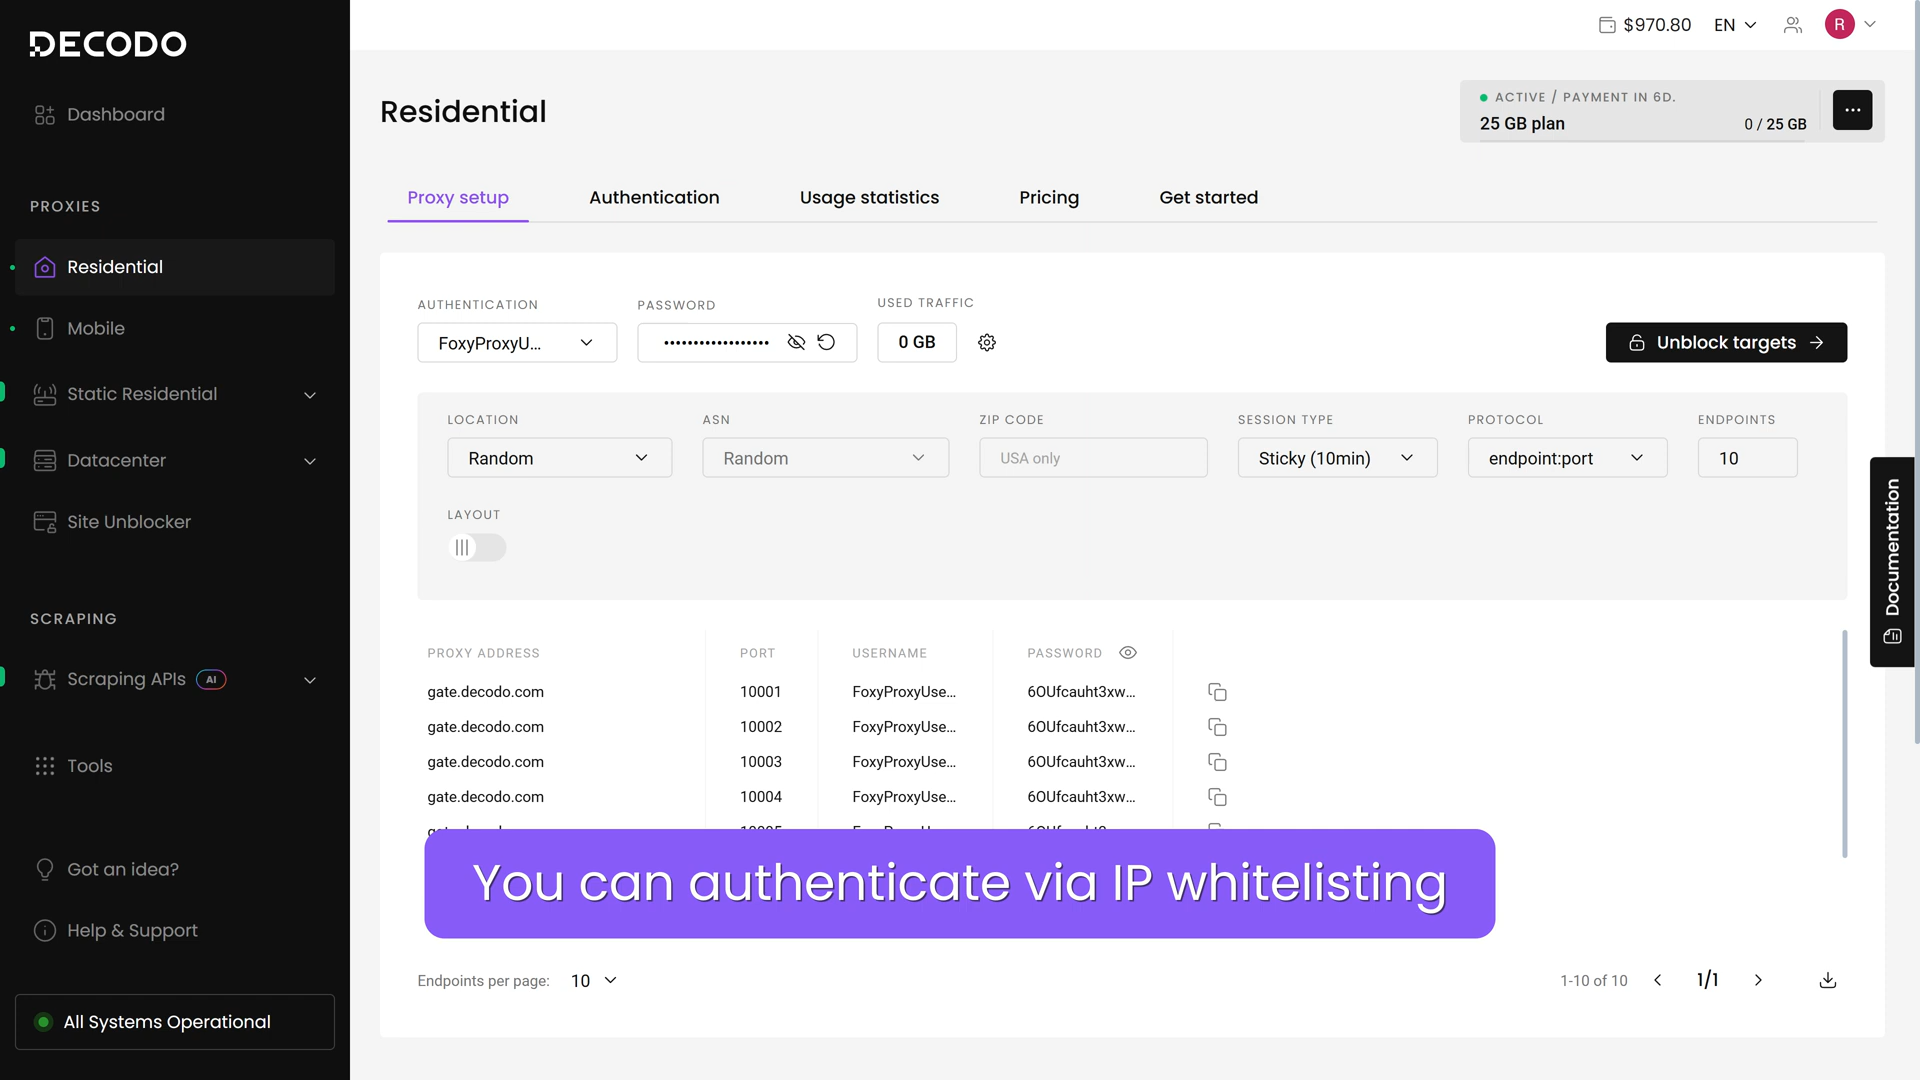 DECODO
$970.80
EN
R
Dashboard
PROXIES
Residential
Mobile
Static Residential
Datacenter
Site Unblocker
SCRAPING
Scraping APIs AI
Tools
Got an idea?
Help & Support
All Systems Operational
Residential
ACTIVE / PAYMENT IN 6D.
25 GB plan
0 / 25 GB
Proxy setup
Authentication
Usage statistics
Pricing
Get started
AUTHENTICATION
PASSWORD
USED TRAFFIC
FoxyProxyU...
•••••••••••••••••
0 GB
Unblock targets
LOCATION
ASN
ZIP CODE
SESSION TYPE
PROTOCOL
ENDPOINTS
Random
Random
USA only
Sticky (10min)
endpoint:port
10
LAYOUT
Documentation
PROXY ADDRESS PORT USERNAME PASSWORD
gate.decodo.com 10001 FoxyProxyUse... 6OUfcauht3xw...
gate.decodo.com 10002 FoxyProxyUse... 6OUfcauht3xw...
gate.decodo.com 10003 FoxyProxyUse... 6OUfcauht3xw...
gate.decodo.com 10004 FoxyProxyUse... 6OUfcauht3xw...
You can authenticate via IP whitelisting
Endpoints per page: 10
1-10 of 10
1/1